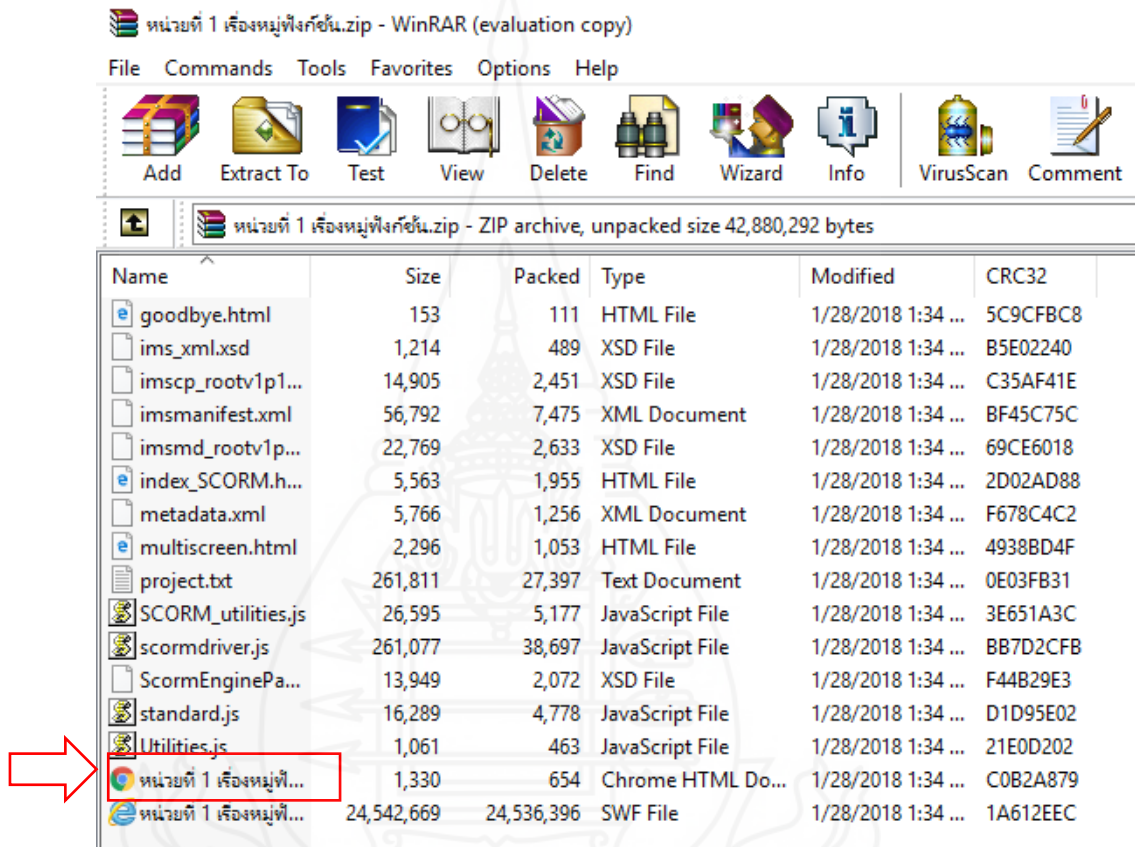 หน่วยที่ 1 เรื่องหมู่ฟังก์ชัน.zip - WinRAR (evaluation copy)
File Commands Tools Favorites Options Help
Add Extract To Test View Delete Find Wizard Info VirusScan Comment
หน่วยที่ 1 เรื่องหมู่ฟังก์ชัน.zip - ZIP archive, unpacked size 42,880,292 bytes
Name Size Packed Type Modified CRC32
goodbye.html 153 111 HTML File 1/28/2018 1:34 ... 5C9CFBC8
ims_xml.xsd 1,214 489 XSD File 1/28/2018 1:34 ... B5E02240
imscp_rootv1p1... 14,905 2,451 XSD File 1/28/2018 1:34 ... C35AF41E
imsmanifest.xml 56,792 7,475 XML Document 1/28/2018 1:34 ... BF45C75C
imsmd_rootv1p... 22,769 2,633 XSD File 1/28/2018 1:34 ... 69CE6018
index_SCORM.h... 5,563 1,955 HTML File 1/28/2018 1:34 ... 2D02AD88
metadata.xml 5,766 1,256 XML Document 1/28/2018 1:34 ... F678C4C2
multiscreen.html 2,296 1,053 HTML File 1/28/2018 1:34 ... 4938BD4F
project.txt 261,811 27,397 Text Document 1/28/2018 1:34 ... 0E03FB31
SCORM_utilities.js 26,595 5,177 JavaScript File 1/28/2018 1:34 ... 3E651A3C
scormdriver.js 261,077 38,697 JavaScript File 1/28/2018 1:34 ... BB7D2CFB
ScormEnginePa... 13,949 2,072 XSD File 1/28/2018 1:34 ... F44B29E3
standard.js 16,289 4,778 JavaScript File 1/28/2018 1:34 ... D1D95E02
Utilities.js 1,061 463 JavaScript File 1/28/2018 1:34 ... 21E0D202
หน่วยที่ 1 เรื่องหมู่ฟั... 1,330 654 Chrome HTML Do... 1/28/2018 1:34 ... C0B2A879
หน่วยที่ 1 เรื่องหมู่ฟั... 24,542,669 24,536,396 SWF File 1/28/2018 1:34 ... 1A612EEC